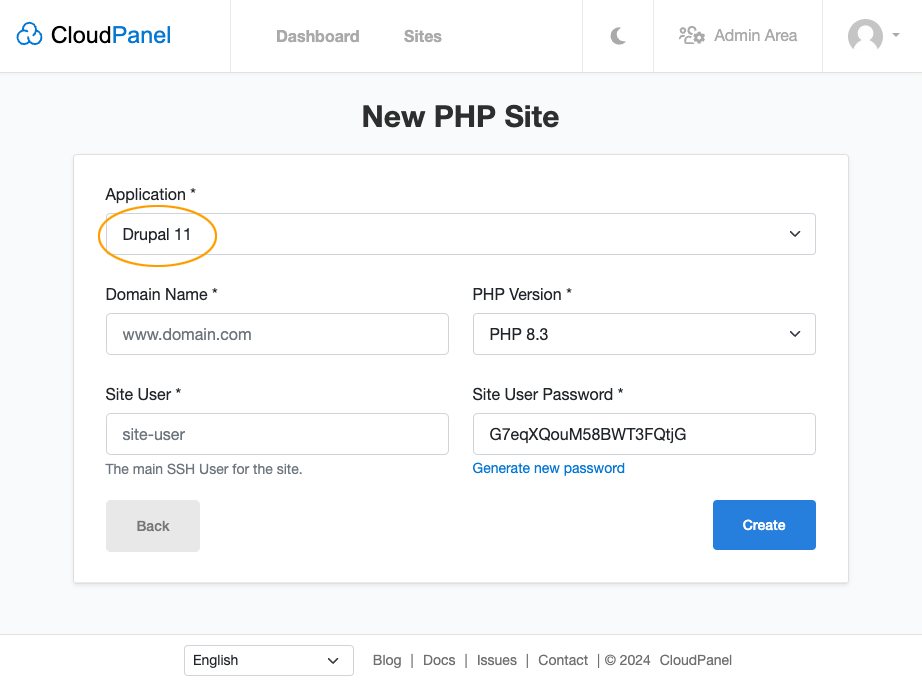 CloudPanel Dashboard Sites Admin Area
New PHP Site
Application *
Drupal 11
Domain Name * PHP Version *
www.domain.com PHP 8.3
Site User * Site User Password *
site-user G7eqXQouM58BWT3FQtjG
The main SSH User for the site. Generate new password
Back Create
English Blog | Docs | Issues | Contact | © 2024 CloudPanel